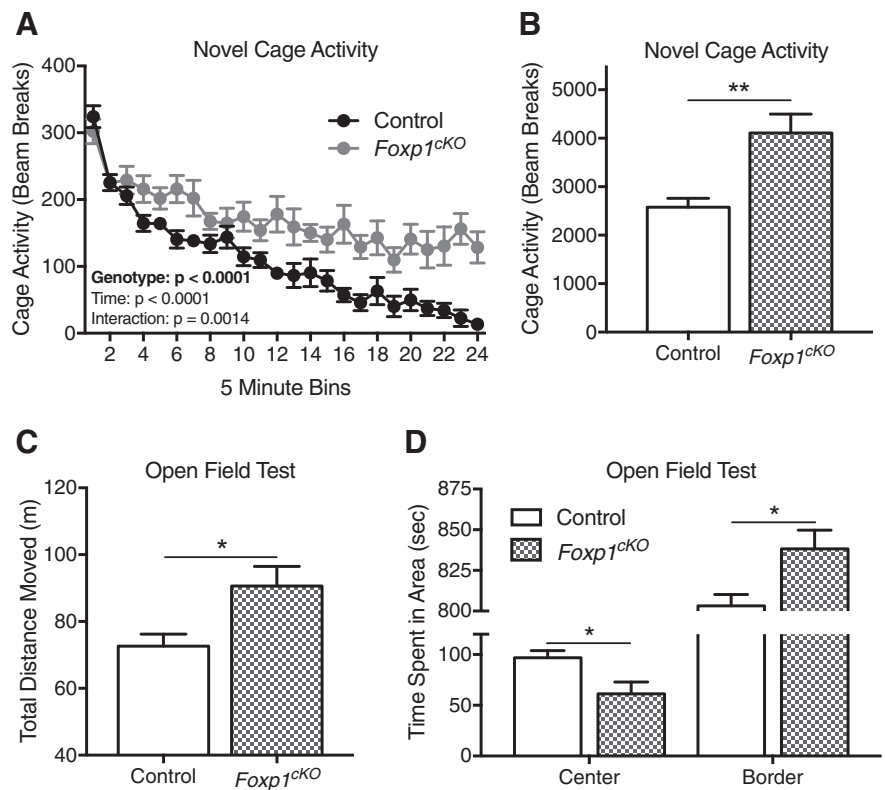 A
Novel Cage Activity
Cage Activity (Beam Breaks)
400
300
200
100
0
Control
Foxp1cKO
Genotype: p < 0.0001
Time: p < 0.0001
Interaction: p = 0.0014
2 4 6 8 10 12 14 16 18 20 22 24
5 Minute Bins
B
Novel Cage Activity
Cage Activity (Beam Breaks)
5000
4000
3000
2000
1000
0
**
Control Foxp1cKO
C
Open Field Test
Total Distance Moved (m)
120
100
80
60
40
*
Control Foxp1cKO
D
Open Field Test
Time Spent in Area (sec)
875
850
825
800
100
50
0
Control
Foxp1cKO
*
*
Center Border